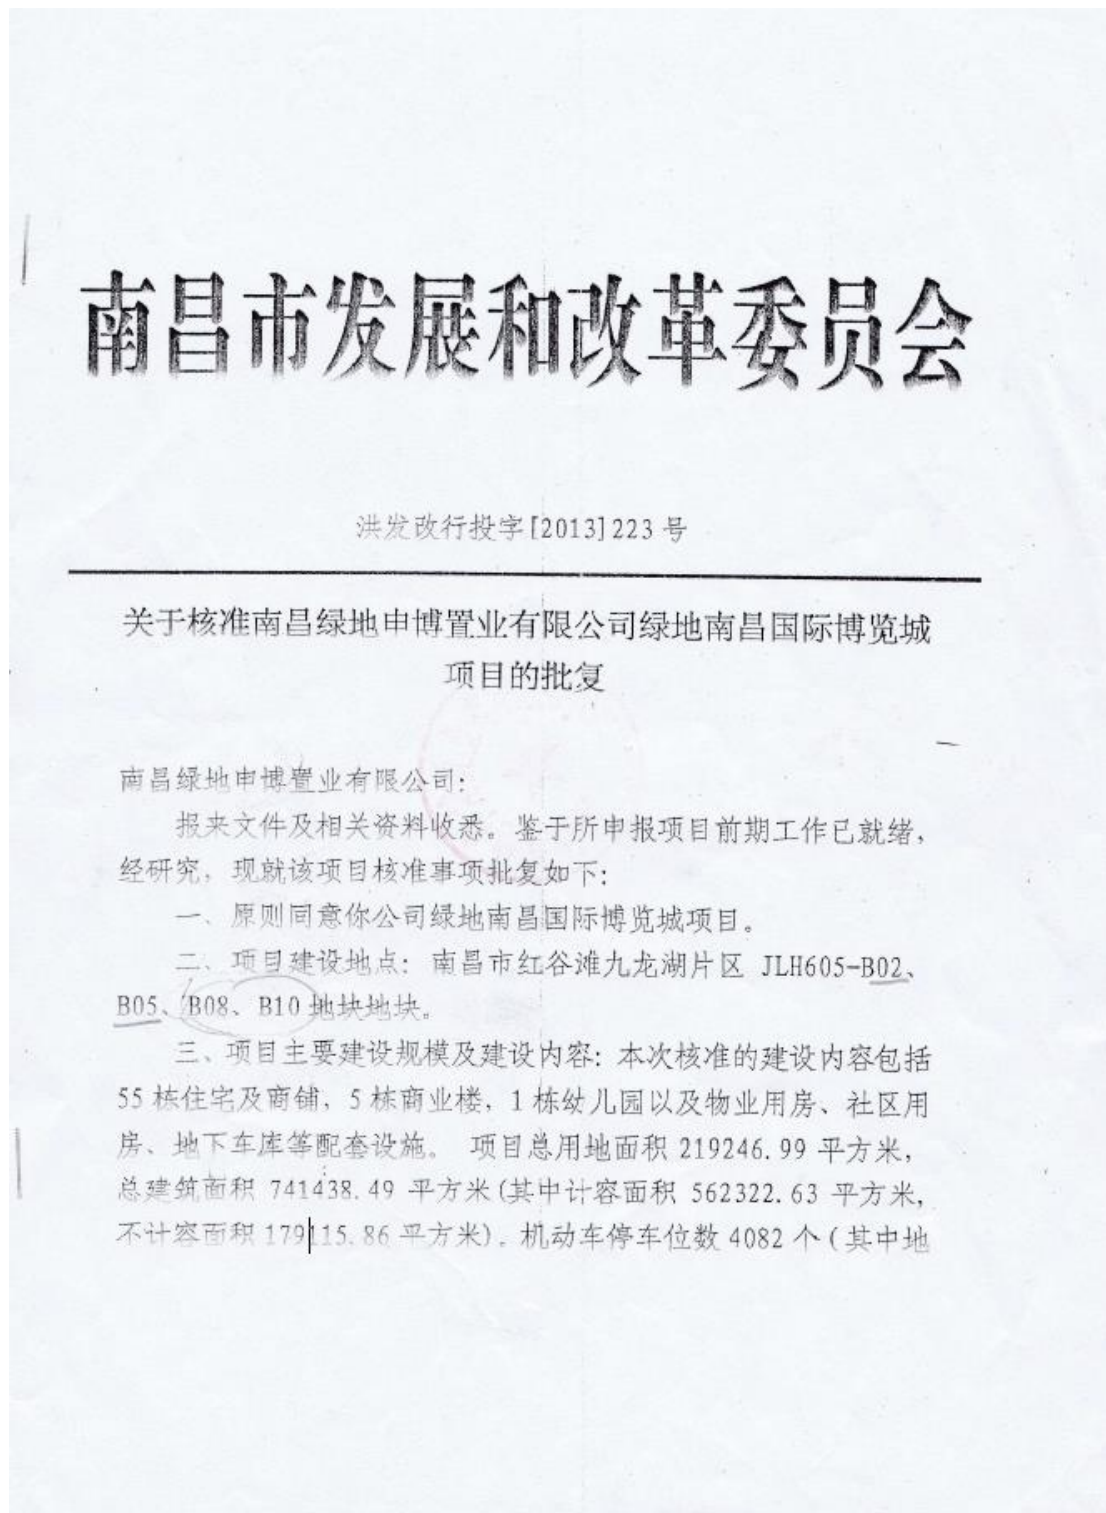 南昌市发展和改革委员会
洪发改行投字[2013]223号
关于核准南昌绿地申博置业有限公司绿地南昌国际博览城
项目的批复
南昌绿地申博置业有限公司:
报来文件及相关资料收悉。鉴于所申报项目前期工作已就绪,
经研究, 现就该项目核准事项批复如下:
一、原则同意你公司绿地南昌国际博览城项目。
二、项目建设地点: 南昌市红谷滩九龙湖片区 JLH605-B02、
B05、B08、B10地块地块。
三、项目主要建设规模及建设内容: 本次核准的建设内容包括
55栋住宅及商铺, 5栋商业楼, 1栋幼儿园以及物业用房、社区用
房、地下车库等配套设施。 项目总用地面积 219246.99 平方米,
总建筑面积 741438.49 平方米(其中计容面积 562322.63 平方米,
不计容面积 179115.86 平方米)。机动车停车位数 4082 个(其中地